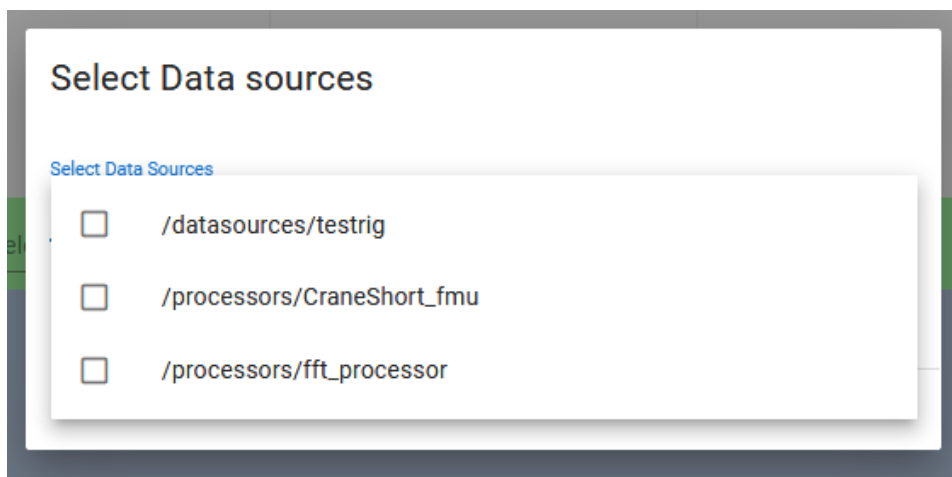 Select Data sources
Select Data Sources
/datasources/testrig
/processors/CraneShort_fmu
/processors/fft_processor